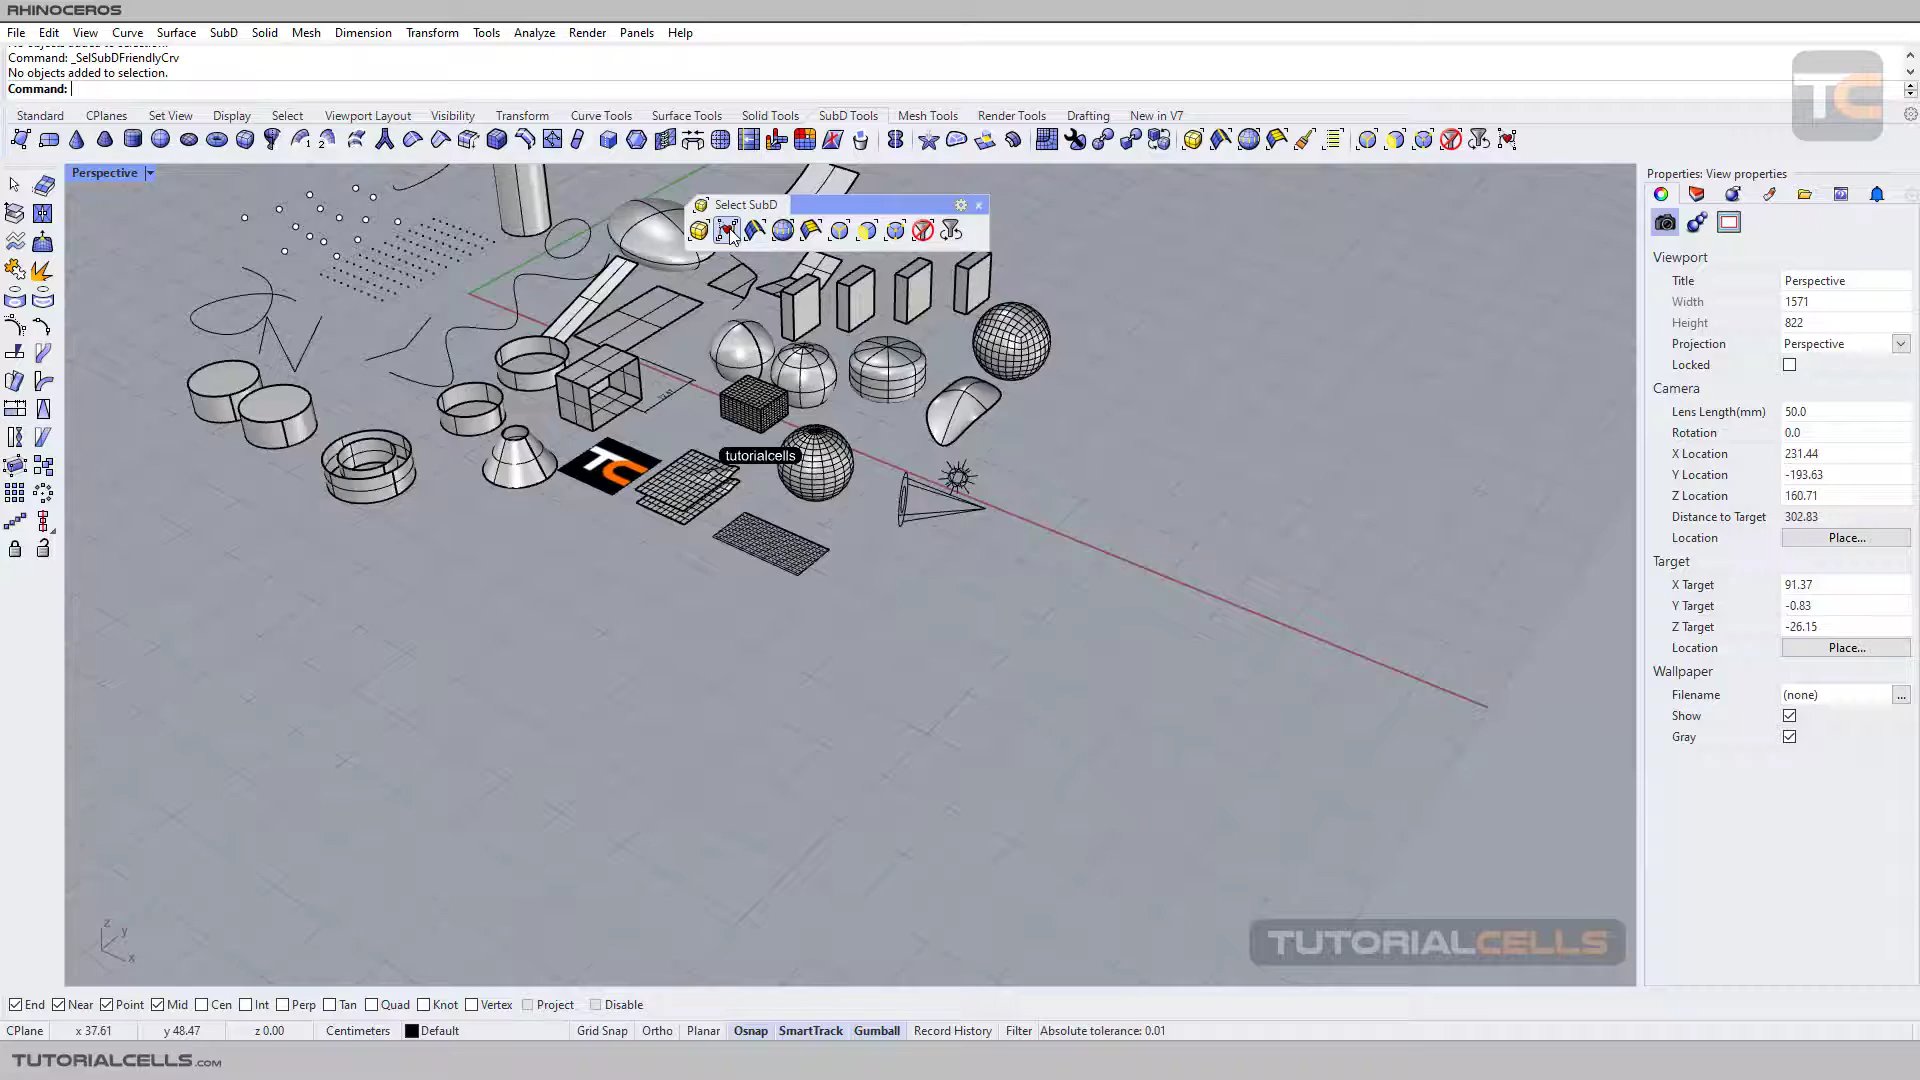 RHINOCEROS
File Edit View Curve Surface SubD Solid Mesh Dimension Transform Tools Analyze Render Panels Help
Command: _SelSubDFriendlyCrv
No objects added to selection.
Command:
TC
Standard CPlanes Set View Display Select Viewport Layout Visibility Transform Curve Tools Surface Tools Solid Tools SubD Tools Mesh Tools Render Tools Drafting New in V7
Perspective
Select SubD
Properties: View properties
Viewport
Title Perspective
Width 1571
Height 822
Projection Perspective
Locked
Camera
Lens Length(mm) 50.0
Rotation 0.0
X Location 231.44
Y Location -193.63
Z Location 160.71
Distance to Target 302.83
Location Place...
Target
X Target 91.37
Y Target -0.83
Z Target -26.15
Location Place...
Wallpaper
Filename (none) ...
Show
Gray
TC
tutorialcells
z
y
x
TUTORIALCELLS
End Near Point Mid Cen Int Perp Tan Quad Knot Vertex Project Disable
CPlane x 37.61 y 48.47 z 0.00 Centimeters Default Grid Snap Ortho Planar Osnap SmartTrack Gumball Record History Filter Absolute tolerance: 0.01
TUTORIALCELLS.COM